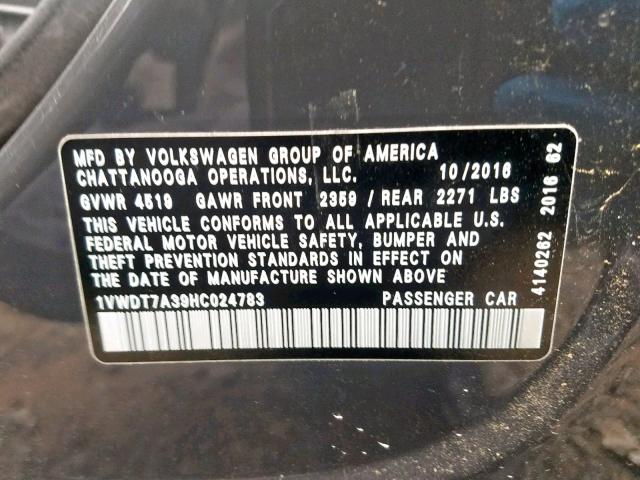 MFD BY VOLKSWAGEN GROUP OF AMERICA
CHATTANOOGA OPERATIONS, LLC. 10/2016
GVWR 4519 GAWR FRONT 2359 / REAR 2271 LBS
THIS VEHICLE CONFORMS TO ALL APPLICABLE U.S.
FEDERAL MOTOR VEHICLE SAFETY, BUMPER AND
THEFT PREVENTION STANDARDS IN EFFECT ON
THE DATE OF MANUFACTURE SHOWN ABOVE
1VWDT7A39HC024783 PASSENGER CAR
4140262 2016 62